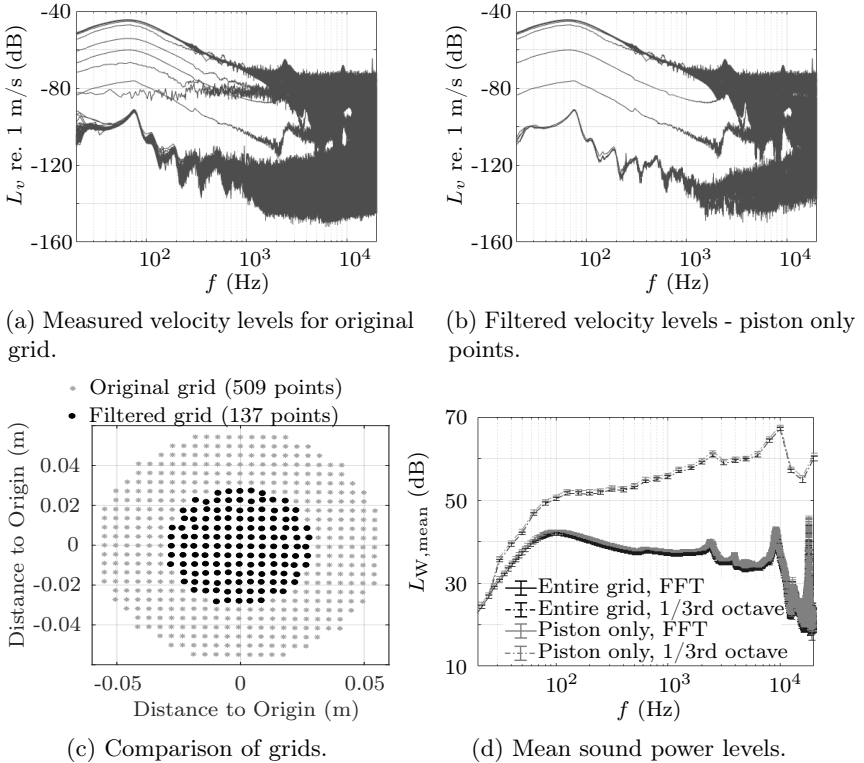 -40
-80
-120
-160
L_v re. 1 m/s (dB)
10^2
10^3
10^4
f (Hz)
(a) Measured velocity levels for original
grid.
-40
-80
-120
-160
L_v re. 1 m/s (dB)
10^2
10^3
10^4
f (Hz)
(b) Filtered velocity levels - piston only
points.
Original grid (509 points)
Filtered grid (137 points)
0.04
0.02
0
-0.02
-0.04
Distance to Origin (m)
-0.05
0
0.05
Distance to Origin (m)
(c) Comparison of grids.
70
50
30
10
L_W,mean (dB)
Entire grid, FFT
Entire grid, 1/3rd octave
Piston only, FFT
Piston only, 1/3rd octave
10^2
10^3
10^4
f (Hz)
(d) Mean sound power levels.